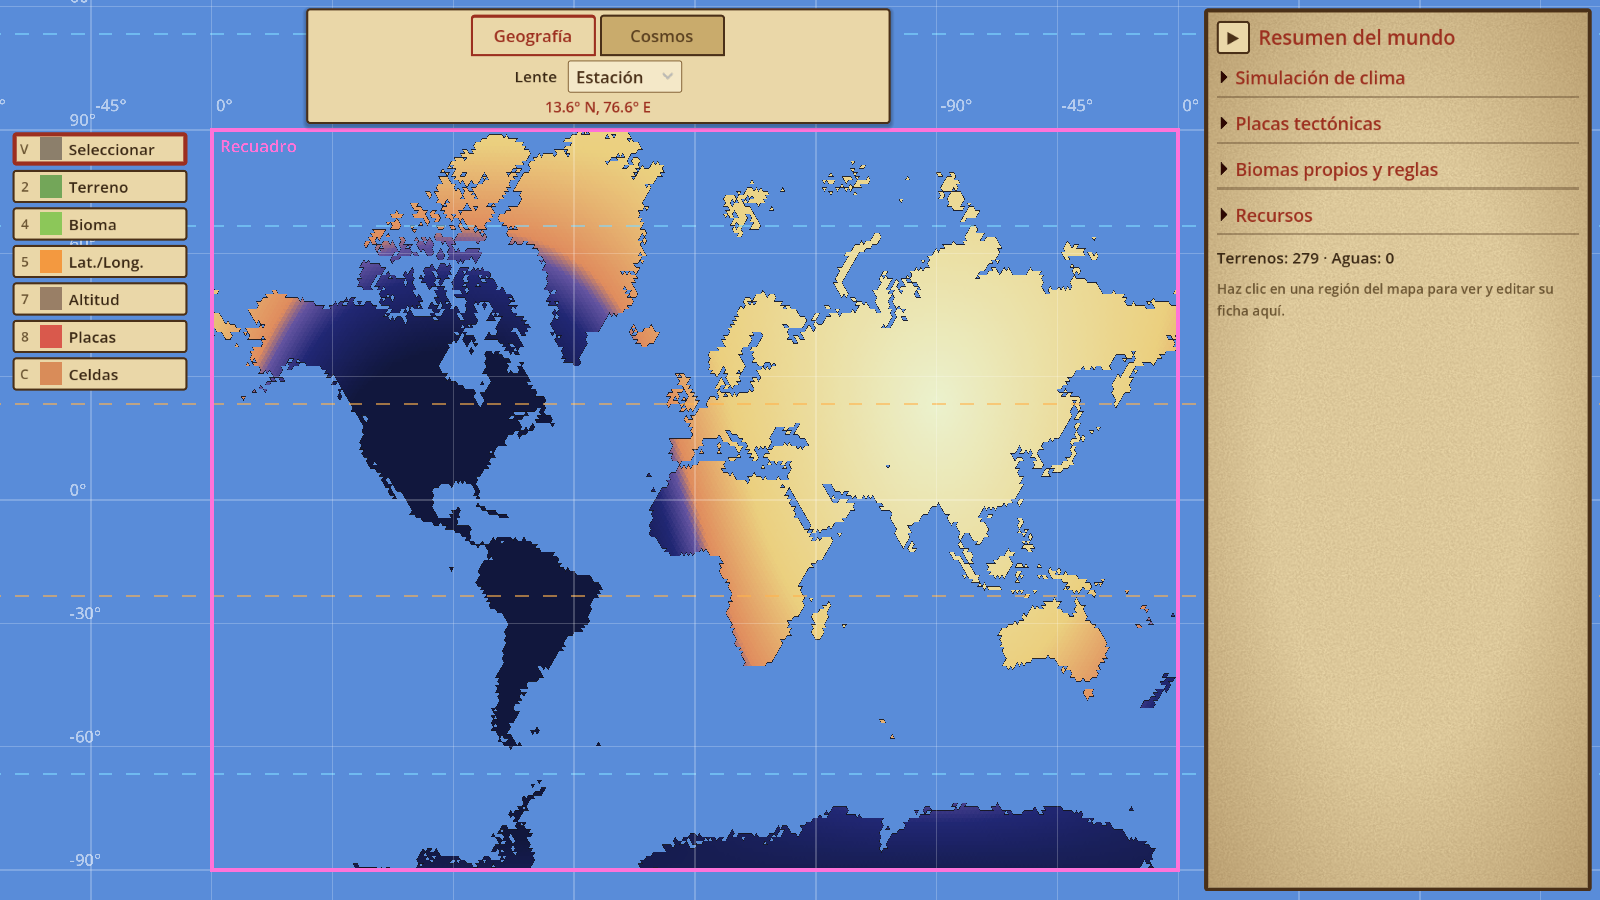 Geografía
Cosmos
Lente
Estación
13.6° N, 76.6° E
-45°
0°
-90°
-45°
0°
90°
0°
-30°
-60°
-90°
Recuadro
V Seleccionar
2 Terreno
4 Bioma
5 Lat./Long.
7 Altitud
8 Placas
C Celdas
Resumen del mundo
Simulación de clima
Placas tectónicas
Biomas propios y reglas
Recursos
Terrenos: 279 · Aguas: 0
Haz clic en una región del mapa para ver y editar su
ficha aquí.